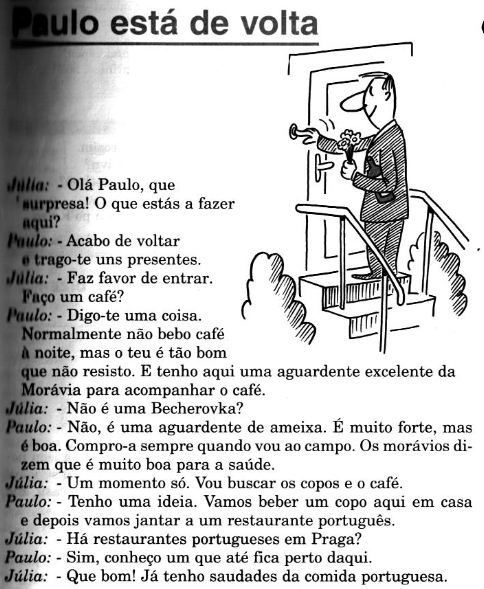 Paulo está de volta
Júlia: - Olá Paulo, que
surpresa! O que estás a fazer
aqui?
Paulo: - Acabo de voltar
e trago-te uns presentes.
Júlia: - Faz favor de entrar.
Faço um café?
Paulo: - Digo-te uma coisa.
Normalmente não bebo café
à noite, mas o teu é tão bom
que não resisto. E tenho aqui uma aguardente excelente da
Morávia para acompanhar o café.
Júlia: - Não é uma Becherovka?
Paulo: - Não, é uma aguardente de ameixa. É muito forte, mas
é boa. Compro-a sempre quando vou ao campo. Os morávios di-
zem que é muito boa para a saúde.
Júlia: - Um momento só. Vou buscar os copos e o café.
Paulo: - Tenho uma ideia. Vamos beber um copo aqui em casa
e depois vamos jantar a um restaurante português.
Júlia: - Há restaurantes portugueses em Praga?
Paulo: - Sim, conheço um que até fica perto daqui.
Júlia: - Que bom! Já tenho saudades da comida portuguesa.